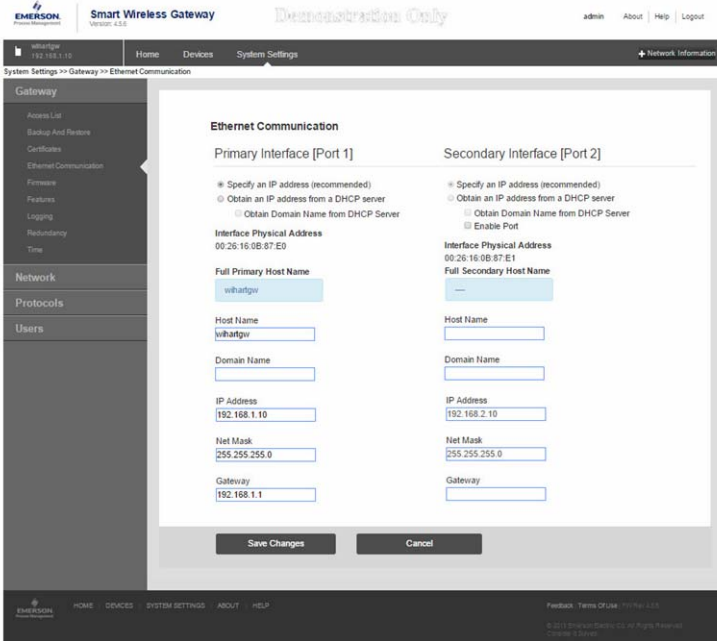 EMERSON.
Process Management
Smart Wireless Gateway
Version: 4.5.6
Demonstration Only
admin About Help Logout
wihartgw
192.168.1.10
Home Devices System Settings
+ Network Information
System Settings >> Gateway >> Ethernet Communication
Gateway
Access List
Backup And Restore
Certificates
Ethernet Communication
Firmware
Features
Logging
Redundancy
Time
Network
Protocols
Users
Ethernet Communication
Primary Interface [Port 1]
Specify an IP address (recommended)
Obtain an IP address from a DHCP server
Obtain Domain Name from DHCP Server
Interface Physical Address
00:26:16:0B:87:E0
Full Primary Host Name
wihartgw
Host Name
wihartgw
Domain Name
IP Address
192.168.1.10
Net Mask
255.255.255.0
Gateway
192.168.1.1
Secondary Interface [Port 2]
Specify an IP address (recommended)
Obtain an IP address from a DHCP server
Obtain Domain Name from DHCP Server
Enable Port
Interface Physical Address
00:26:16:0B:87:E1
Full Secondary Host Name
----
Host Name
Domain Name
IP Address
192.168.2.10
Net Mask
255.255.255.0
Gateway
Save Changes Cancel
EMERSON.
Process Management
HOME DEVICES SYSTEM SETTINGS ABOUT HELP
Feedback Terms Of Use
Emerson Electric Co. All Rights Reserved.